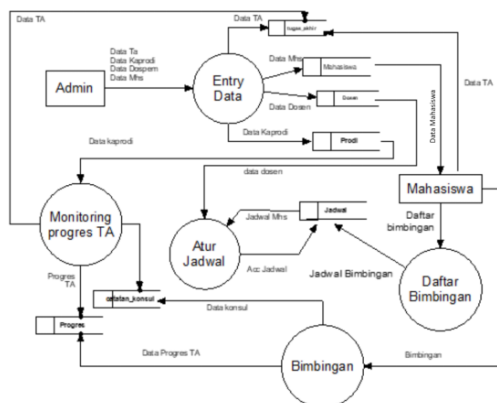 Data TA
Data TA
tugas_akhir
Data Ta
Data Kaprodi
Data Dospem
Data Mhs
Admin
Entry
Data
Data Mhs
Mahasiswa
Data Dosen
Dosen
Data Kaprodi
Prodi
Data TA
Data Mahasiswa
Data kaprodi
data dosen
Mahasiswa
Monitoring
progres TA
Atur
Jadwal
Jadwal Mhs
Jadwal
Acc Jadwal
Daftar
bimbingan
Jadwal Bimbingan
Daftar
Bimbingan
Progres
TA
catatan_konsul
Data konsul
Progres
Data Progres TA
Bimbingan
Bimbingan